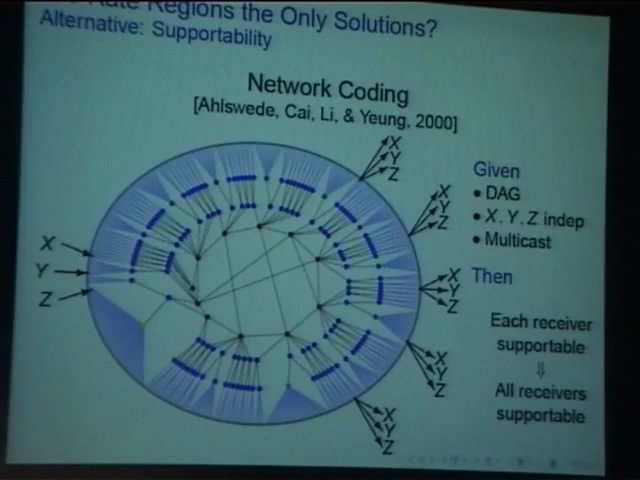 Rate Regions the Only Solutions?
Alternative: Supportability
Network Coding
[Ahlswede, Cai, Li, & Yeung, 2000]
X
Y
Z
X
Y
Z
X
Y
Z
X
Y
Z
X
Y
Z
X
Y
Z
Given
• DAG
• X, Y, Z indep
• Multicast
Then
Each receiver
supportable
⇓
All receivers
supportable